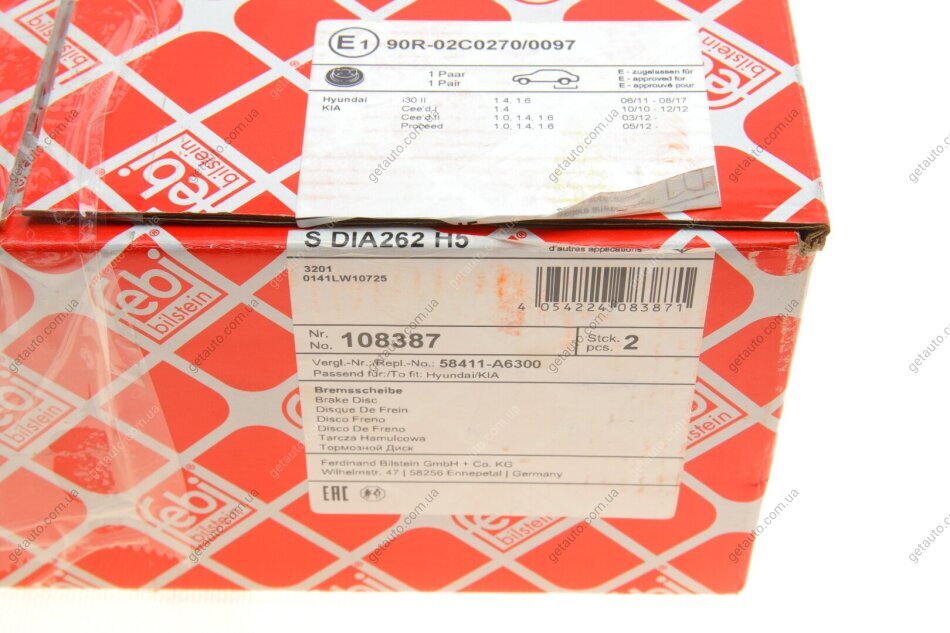 E1 90R-02C0270/0097
1 Paar
1 Pair
E - zugelassen für
E - approved for
E - approuvé pour
Hyundai i30 II 1.4, 1.6 06/11 - 08/17
KIA Cee'd I 1.4 10/10 - 12/12
Cee'd II 1.0, 1.4, 1.6 03/12 -
Proceed 1.0, 1.4, 1.6 05/12 -
S DIA262 H5
d'autres applications
3201
0141LW10725
4 054224 083871
Nr.
No. 108387
Stck.
pcs. 2
Vergl.-Nr./Repl.-No.: 58411-A6300
Passend für:/To fit: Hyundai/KIA
Bremsscheibe
Brake Disc
Disque De Frein
Disco Freno
Disco De Freno
Tarcza Hamulcowa
Тормозной Диск
Ferdinand Bilstein GmbH + Co. KG
Wilhelmstr. 47 | 58256 Ennepetal | Germany
EAC
febi
bilstein
getauto.com.ua